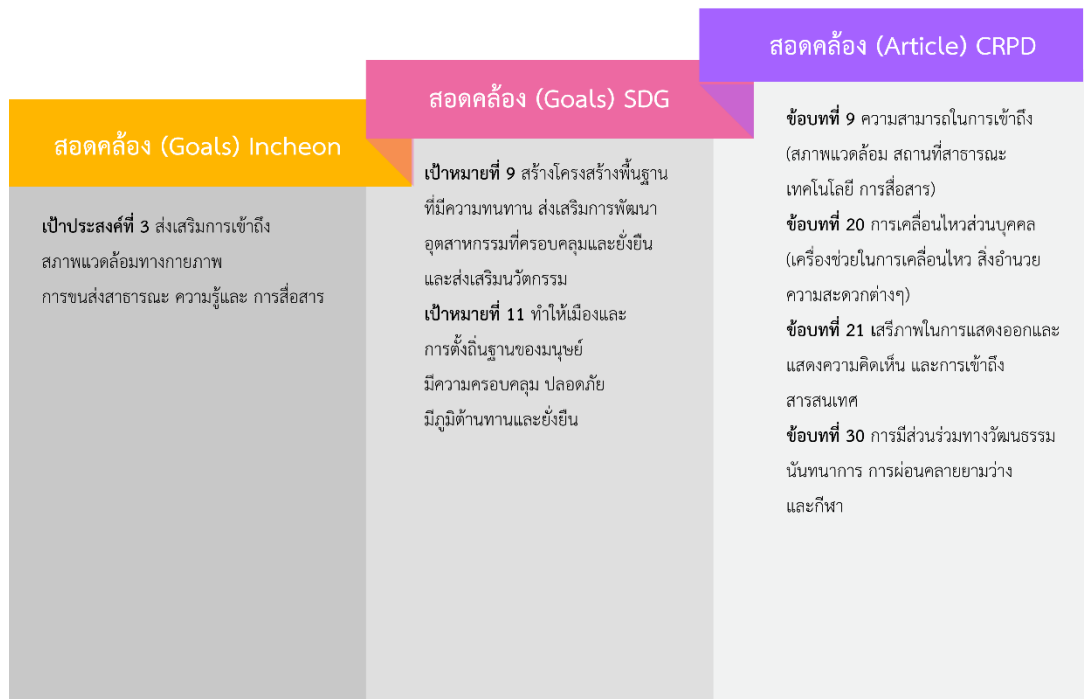 สอดคล้อง (Goals) Incheon
เป้าประสงค์ที่ 3 ส่งเสริมการเข้าถึง
สภาพแวดล้อมทางกายภาพ
การขนส่งสาธารณะ ความรู้และ การสื่อสาร
สอดคล้อง (Goals) SDG
เป้าหมายที่ 9 สร้างโครงสร้างพื้นฐาน
ที่มีความทนทาน ส่งเสริมการพัฒนา
อุตสาหกรรมที่ครอบคลุมและยั่งยืน
และส่งเสริมนวัตกรรม
เป้าหมายที่ 11 ทำให้เมืองและ
การตั้งถิ่นฐานของมนุษย์
มีความครอบคลุม ปลอดภัย
มีภูมิต้านทานและยั่งยืน
สอดคล้อง (Article) CRPD
ข้อบทที่ 9 ความสามารถในการเข้าถึง
(สภาพแวดล้อม สถานที่สาธารณะ
เทคโนโลยี การสื่อสาร)
ข้อบทที่ 20 การเคลื่อนไหวส่วนบุคคล
(เครื่องช่วยในการเคลื่อนไหว สิ่งอำนวย
ความสะดวกต่างๆ)
ข้อบทที่ 21 เสรีภาพในการแสดงออกและ
แสดงความคิดเห็น และการเข้าถึง
สารสนเทศ
ข้อบทที่ 30 การมีส่วนร่วมทางวัฒนธรรม
นันทนาการ การผ่อนคลายยามว่าง
และกีฬา